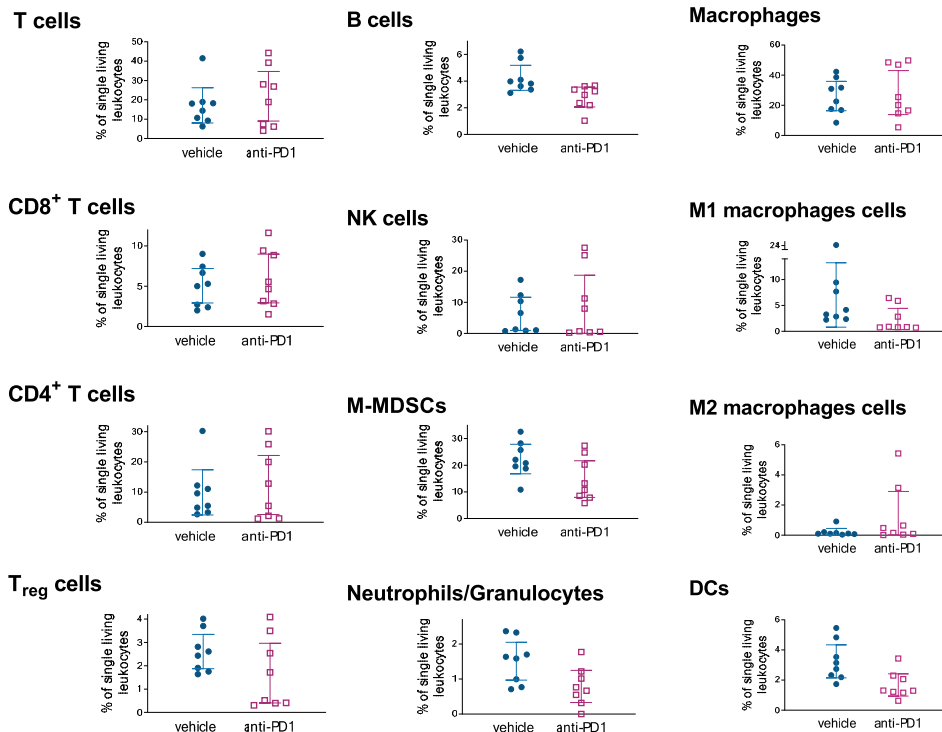 T cells
% of single living
leukocytes
50
40
30
20
10
0
vehicle
anti-PD1
B cells
% of single living
leukocytes
6
4
2
0
vehicle
anti-PD1
Macrophages
% of single living
leukocytes
60
40
20
0
vehicle
anti-PD1
CD8+ T cells
% of single living
leukocytes
10
5
0
vehicle
anti-PD1
NK cells
% of single living
leukocytes
30
20
10
0
vehicle
anti-PD1
M1 macrophages cells
% of single living
leukocytes
24
10
5
0
vehicle
anti-PD1
CD4+ T cells
% of single living
leukocytes
30
20
10
0
vehicle
anti-PD1
M-MDSCs
% of single living
leukocytes
30
20
10
0
vehicle
anti-PD1
M2 macrophages cells
% of single living
leukocytes
6
4
2
0
vehicle
anti-PD1
Treg cells
% of single living
leukocytes
4
3
2
1
0
vehicle
anti-PD1
Neutrophils/Granulocytes
% of single living
leukocytes
2
1
0
vehicle
anti-PD1
DCs
% of single living
leukocytes
6
4
2
0
vehicle
anti-PD1